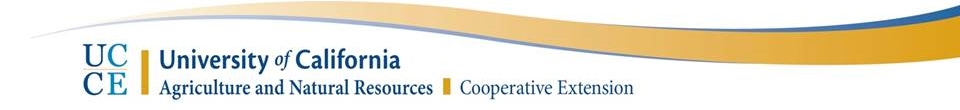 UC
CE
University of California
Agriculture and Natural Resources Cooperative Extension